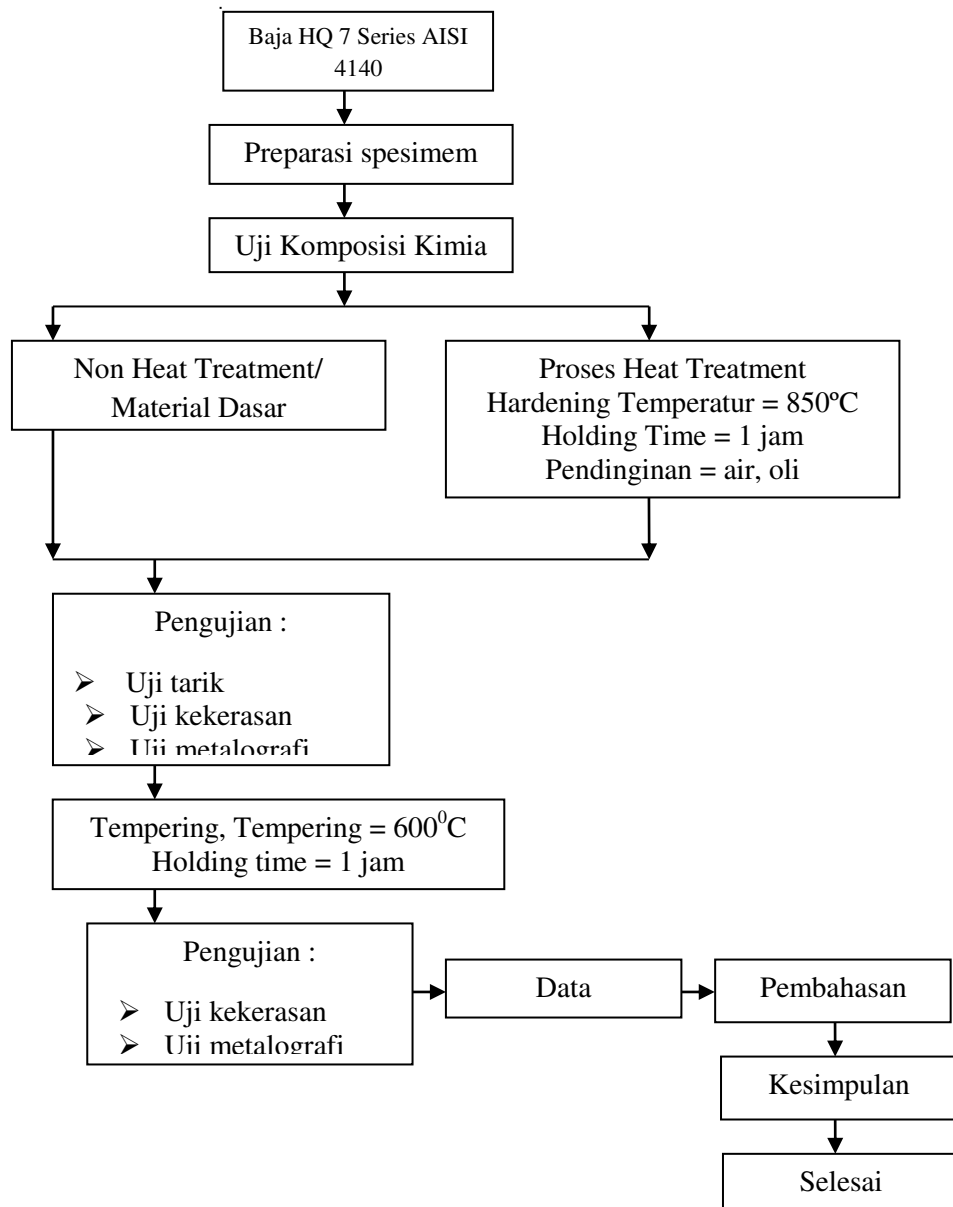 Baja HQ 7 Series AISI
4140
Preparasi spesimem
Uji Komposisi Kimia
Non Heat Treatment/
Material Dasar
Proses Heat Treatment
Hardening Temperatur = 850ºC
Holding Time = 1 jam
Pendinginan = air, oli
Pengujian :
➢ Uji tarik
➢ Uji kekerasan
➢ Uji metalografi
Tempering, Tempering = 600⁰C
Holding time = 1 jam
Pengujian :
➢ Uji kekerasan
➢ Uji metalografi
Data
Pembahasan
Kesimpulan
Selesai